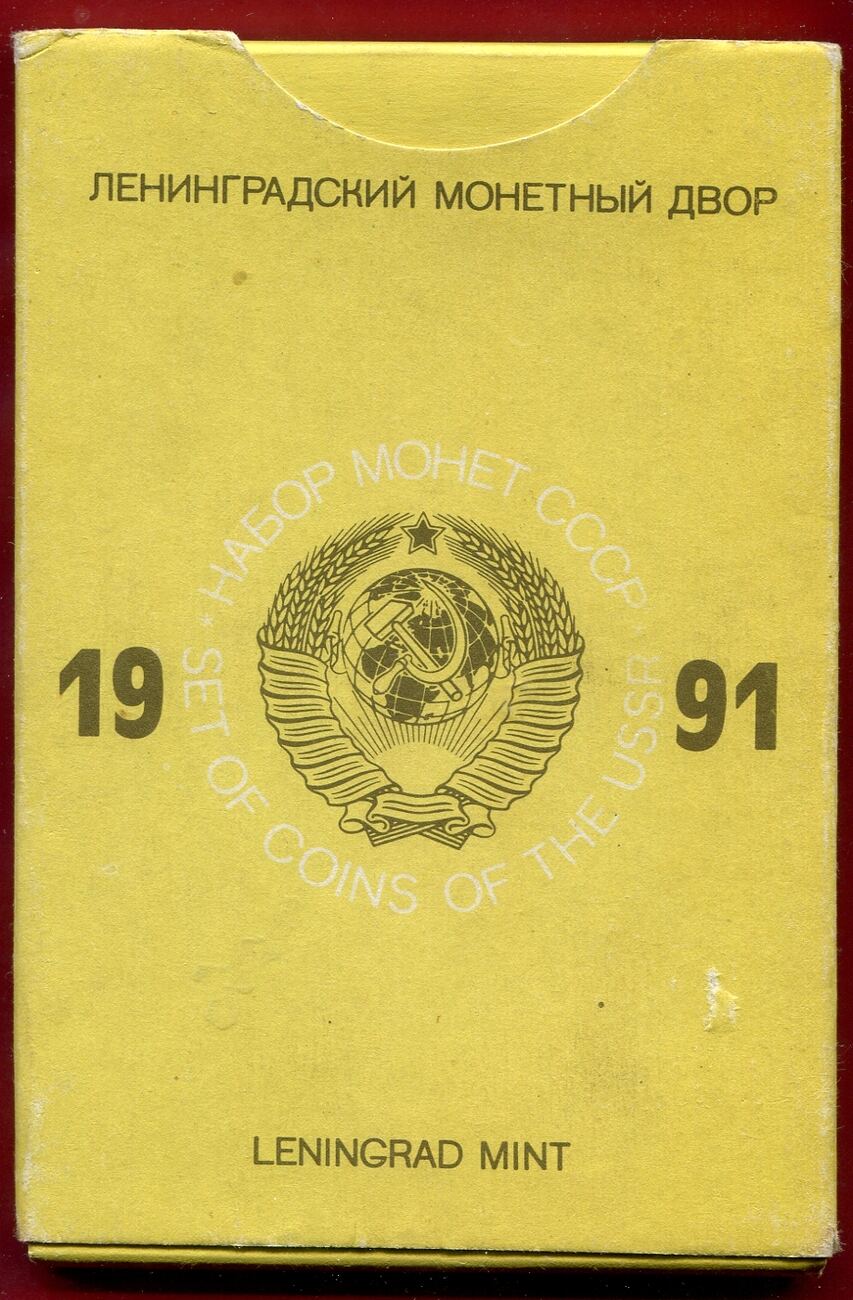 ЛЕНИНГРАДСКИЙ МОНЕТНЫЙ ДВОР
* НАБОР МОНЕТ СССР *
19 91
SET OF COINS OF THE USSR
LENINGRAD MINT